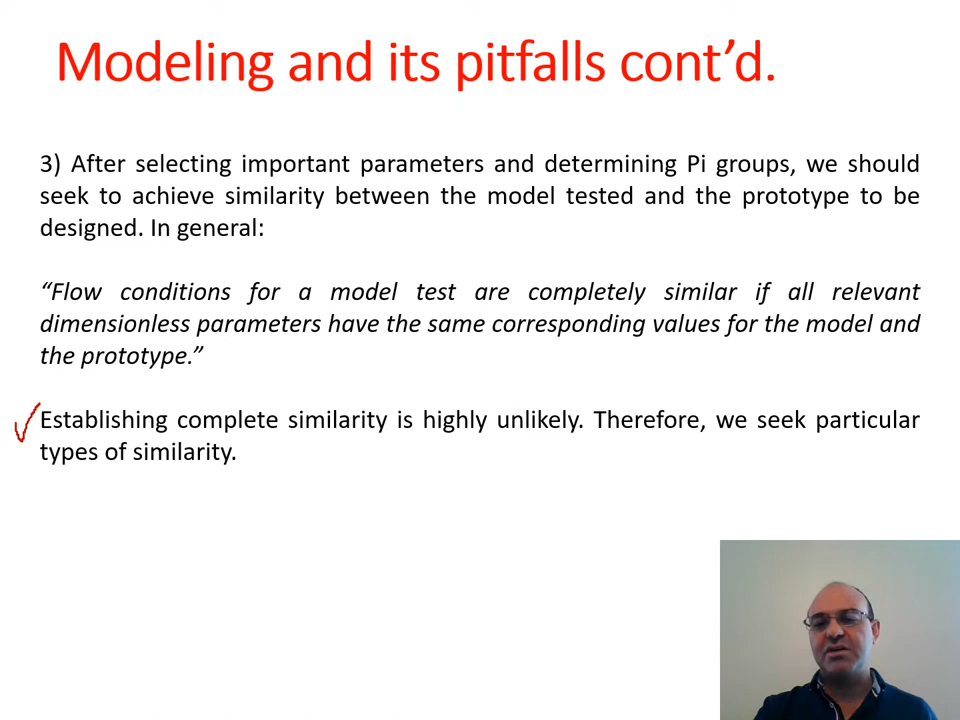 Modeling and its pitfalls cont’d.
3) After selecting important parameters and determining Pi groups, we should
seek to achieve similarity between the model tested and the prototype to be
designed. In general:
“Flow conditions for a model test are completely similar if all relevant
dimensionless parameters have the same corresponding values for the model and
the prototype.”
Establishing complete similarity is highly unlikely. Therefore, we seek particular
types of similarity.